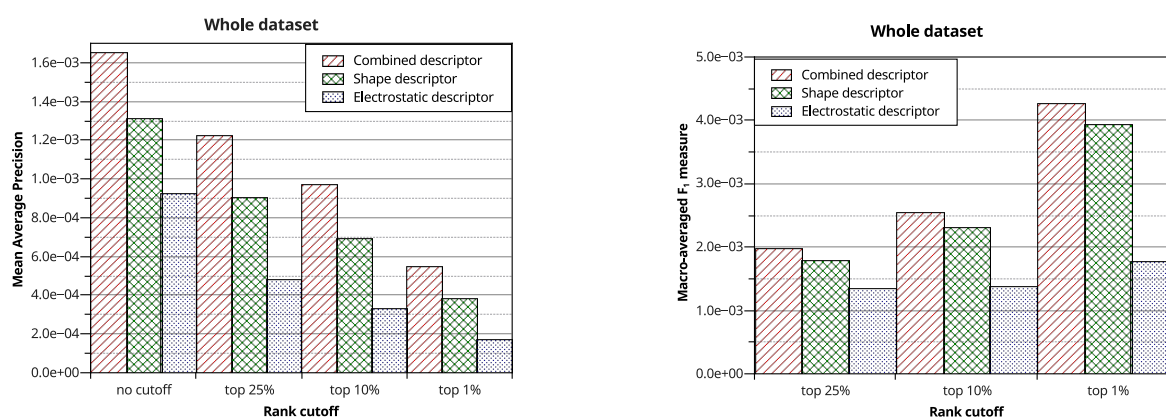 Whole dataset
Combined descriptor
Shape descriptor
Electrostatic descriptor
1.6e−03
1.4e−03
1.2e−03
1.0e−03
8.0e−04
6.0e−04
4.0e−04
2.0e−04
0.0e+00
Mean Average Precision
no cutoff top 25% top 10% top 1%
Rank cutoff
Whole dataset
Combined descriptor
Shape descriptor
Electrostatic descriptor
5.0e−03
4.0e−03
3.0e−03
2.0e−03
1.0e−03
0.0e+00
Macro-averaged F₁ measure
top 25% top 10% top 1%
Rank cutoff